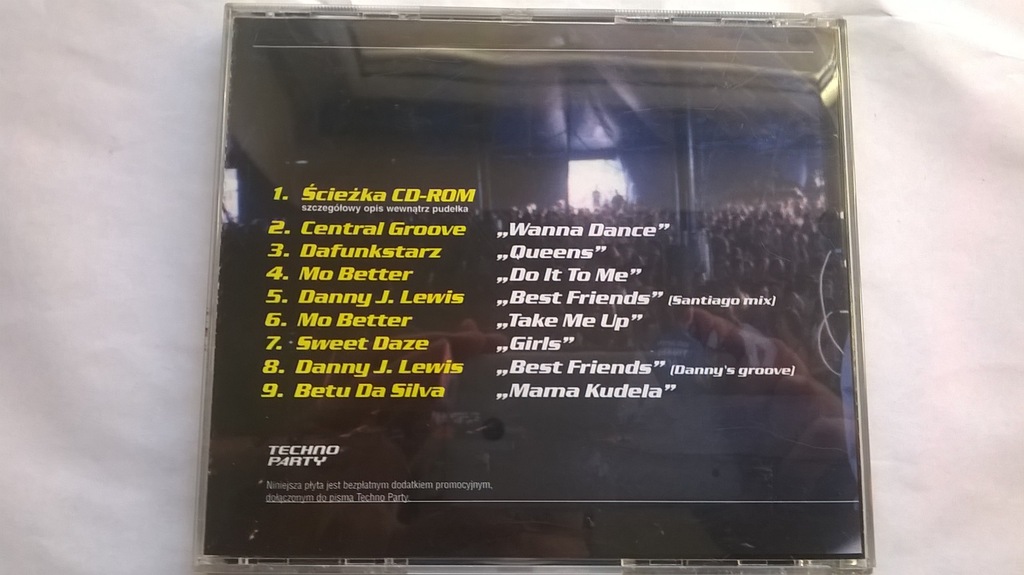 1. Ścieżka CD-ROM
szczegółowy opis wewnątrz pudełka
2. Central Groove „Wanna Dance”
3. Dafunkstarz „Queens”
4. Mo Better „Do It To Me”
5. Danny J. Lewis „Best Friends” (Santiago mix)
6. Mo Better „Take Me Up”
7. Sweet Daze „Girls”
8. Danny J. Lewis „Best Friends” (Danny's groove)
9. Betu Da Silva „Mama Kudela”
TECHNO
PARTY
Niniejsza płyta jest bezpłatnym dodatkiem promocyjnym,
dołączonym do pisma Techno Party.